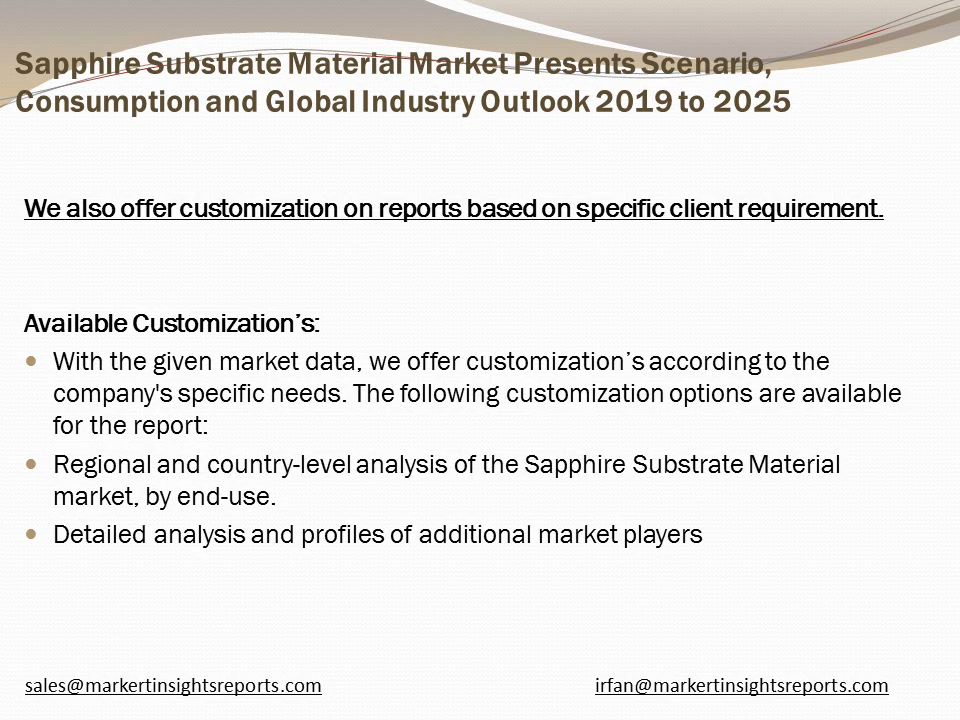 Sapphire Substrate Material Market Presents Scenario,
Consumption and Global Industry Outlook 2019 to 2025
We also offer customization on reports based on specific client requirement.
Available Customization’s:
With the given market data, we offer customization’s according to the
company's specific needs. The following customization options are available
for the report:
Regional and country-level analysis of the Sapphire Substrate Material
market, by end-use.
Detailed analysis and profiles of additional market players
sales@markertinsightsreports.com
irfan@markertinsightsreports.com